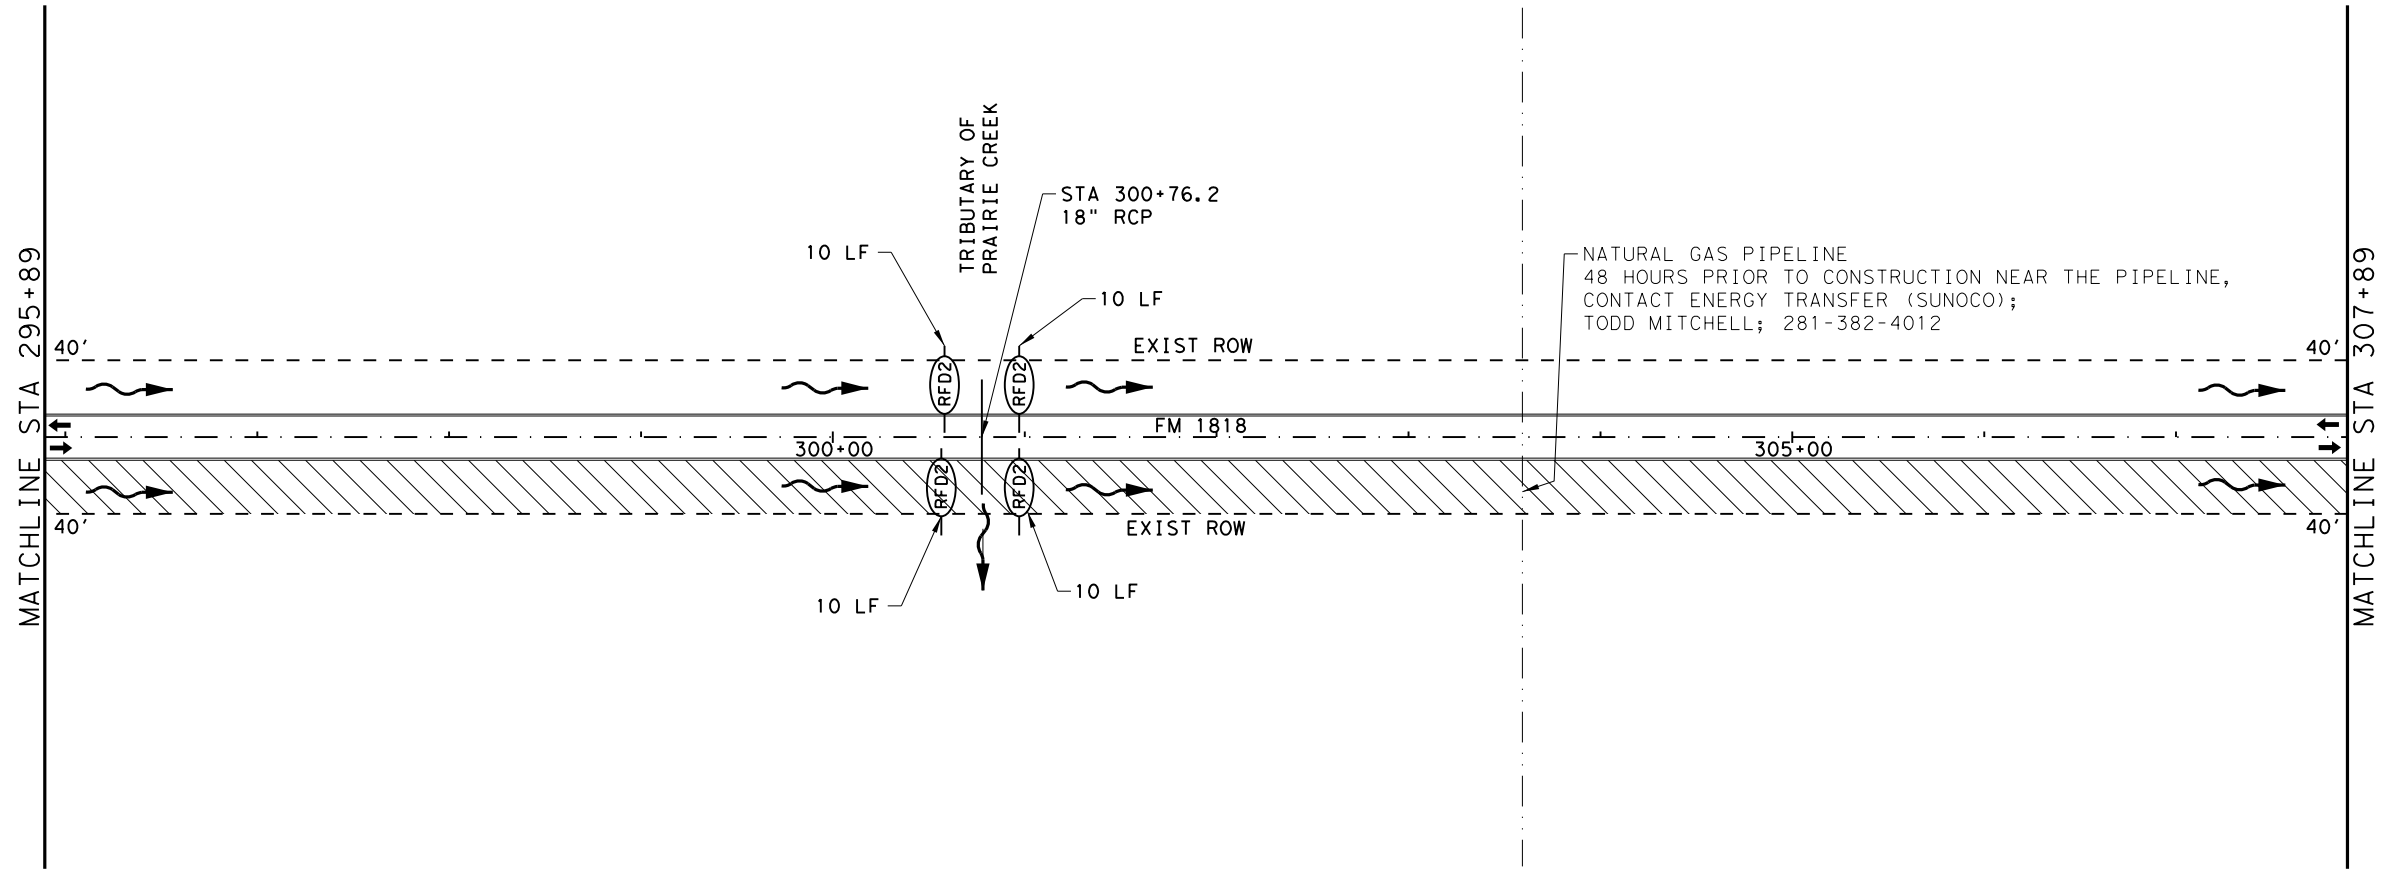 MATCHLINE STA 295+89
TRIBUTARY OF
PRAIRIE CREEK
STA 300+76.2
18" RCP
10 LF
10 LF
NATURAL GAS PIPELINE
48 HOURS PRIOR TO CONSTRUCTION NEAR THE PIPELINE,
CONTACT ENERGY TRANSFER (SUNOCO);
TODD MITCHELL; 281-382-4012
40'
EXIST ROW
40'
RFD2
RFD2
FM 1818
300+00
305+00
RFD2
RFD2
40'
EXIST ROW
40'
10 LF
10 LF
MATCHLINE STA 307+89